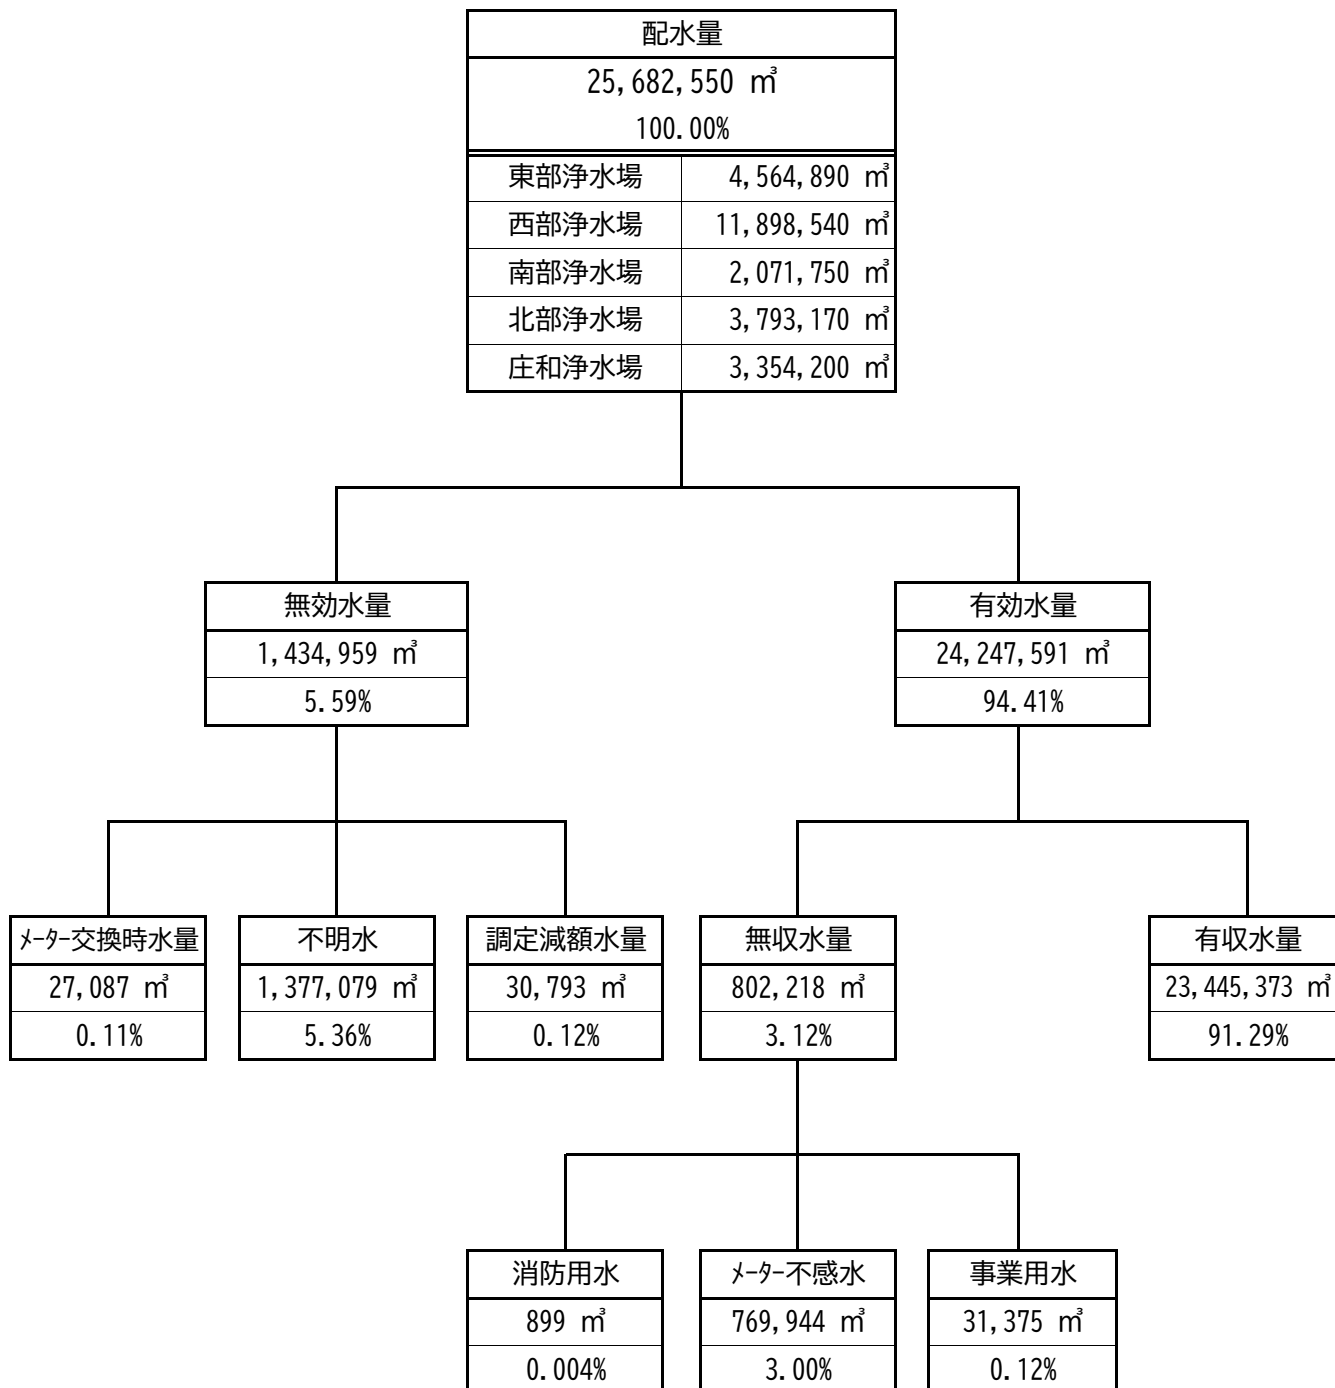 配水量
25,682,550 ㎥
100.00%
東部浄水場 4,564,890 ㎥
西部浄水場 11,898,540 ㎥
南部浄水場 2,071,750 ㎥
北部浄水場 3,793,170 ㎥
庄和浄水場 3,354,200 ㎥
無効水量 有効水量
1,434,959 ㎥ 24,247,591 ㎥
5.59% 94.41%
ﾒｰﾀｰ交換時水量 不明水 調定減額水量 無収水量 有収水量
27,087 ㎥ 1,377,079 ㎥ 30,793 ㎥ 802,218 ㎥ 23,445,373 ㎥
0.11% 5.36% 0.12% 3.12% 91.29%
消防用水 ﾒｰﾀｰ不感水 事業用水
899 ㎥ 769,944 ㎥ 31,375 ㎥
0.004% 3.00% 0.12%